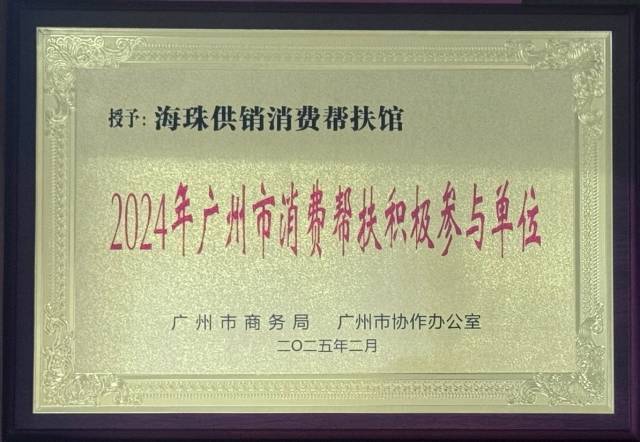 授予：海珠供销消费帮扶馆
2024年广州市消费帮扶积极参与单位
广州市商务局 广州市协作办公室
二〇二五年二月